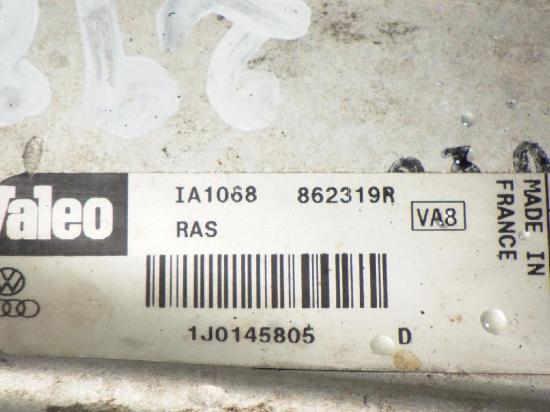 Valeo
IA1068 862319R
RAS
VA8
MADE IN
FRANCE
1J0145805 D